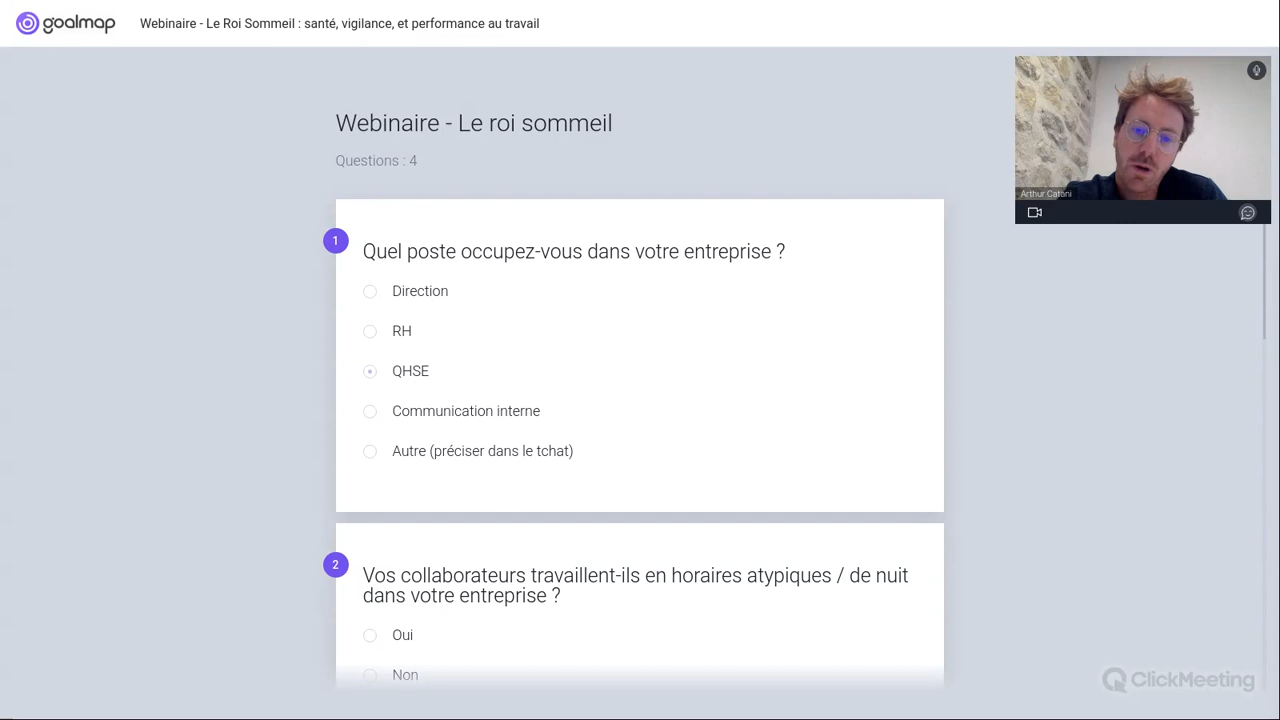 goalmap
Webinaire - Le Roi Sommeil : santé, vigilance, et performance au travail
Arthur Catani
Webinaire - Le roi sommeil
Questions : 4
1
Quel poste occupez-vous dans votre entreprise ?
Direction
RH
QHSE
Communication interne
Autre (préciser dans le tchat)
2
Vos collaborateurs travaillent-ils en horaires atypiques / de nuit
dans votre entreprise ?
Oui
Non
ClickMeeting